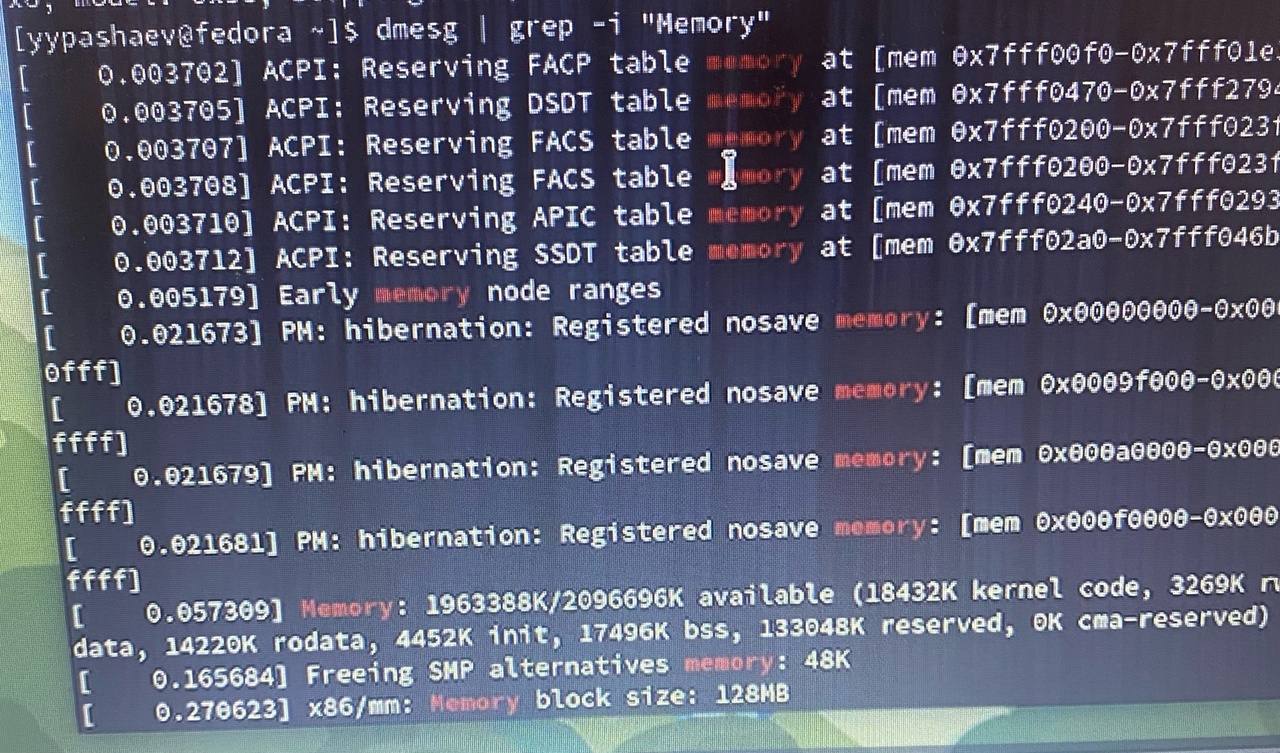 [yypashaev@fedora ~]$ dmesg | grep -i "Memory"
[    0.003702] ACPI: Reserving FACP table memory at [mem 0x7fff00f0-0x7fff01e
[    0.003705] ACPI: Reserving DSDT table memory at [mem 0x7fff0470-0x7fff2794
[    0.003707] ACPI: Reserving FACS table memory at [mem 0x7fff0200-0x7fff023f
[    0.003708] ACPI: Reserving FACS table memory at [mem 0x7fff0200-0x7fff023f
[    0.003710] ACPI: Reserving APIC table memory at [mem 0x7fff0240-0x7fff0293
[    0.003712] ACPI: Reserving SSDT table memory at [mem 0x7fff02a0-0x7fff046b
[    0.005179] Early memory node ranges
[    0.021673] PM: hibernation: Registered nosave memory: [mem 0x00000000-0x00
0fff]
[    0.021678] PM: hibernation: Registered nosave memory: [mem 0x0009f000-0x000
ffff]
[    0.021679] PM: hibernation: Registered nosave memory: [mem 0x000a0000-0x000
ffff]
[    0.021681] PM: hibernation: Registered nosave memory: [mem 0x000f0000-0x000
ffff]
[    0.057309] Memory: 1963388K/2096696K available (18432K kernel code, 3269K
data, 14220K rodata, 4452K init, 17496K bss, 133048K reserved, 0K cma-reserved)
[    0.165684] Freeing SMP alternatives memory: 48K
[    0.270623] x86/mm: Memory block size: 128MB